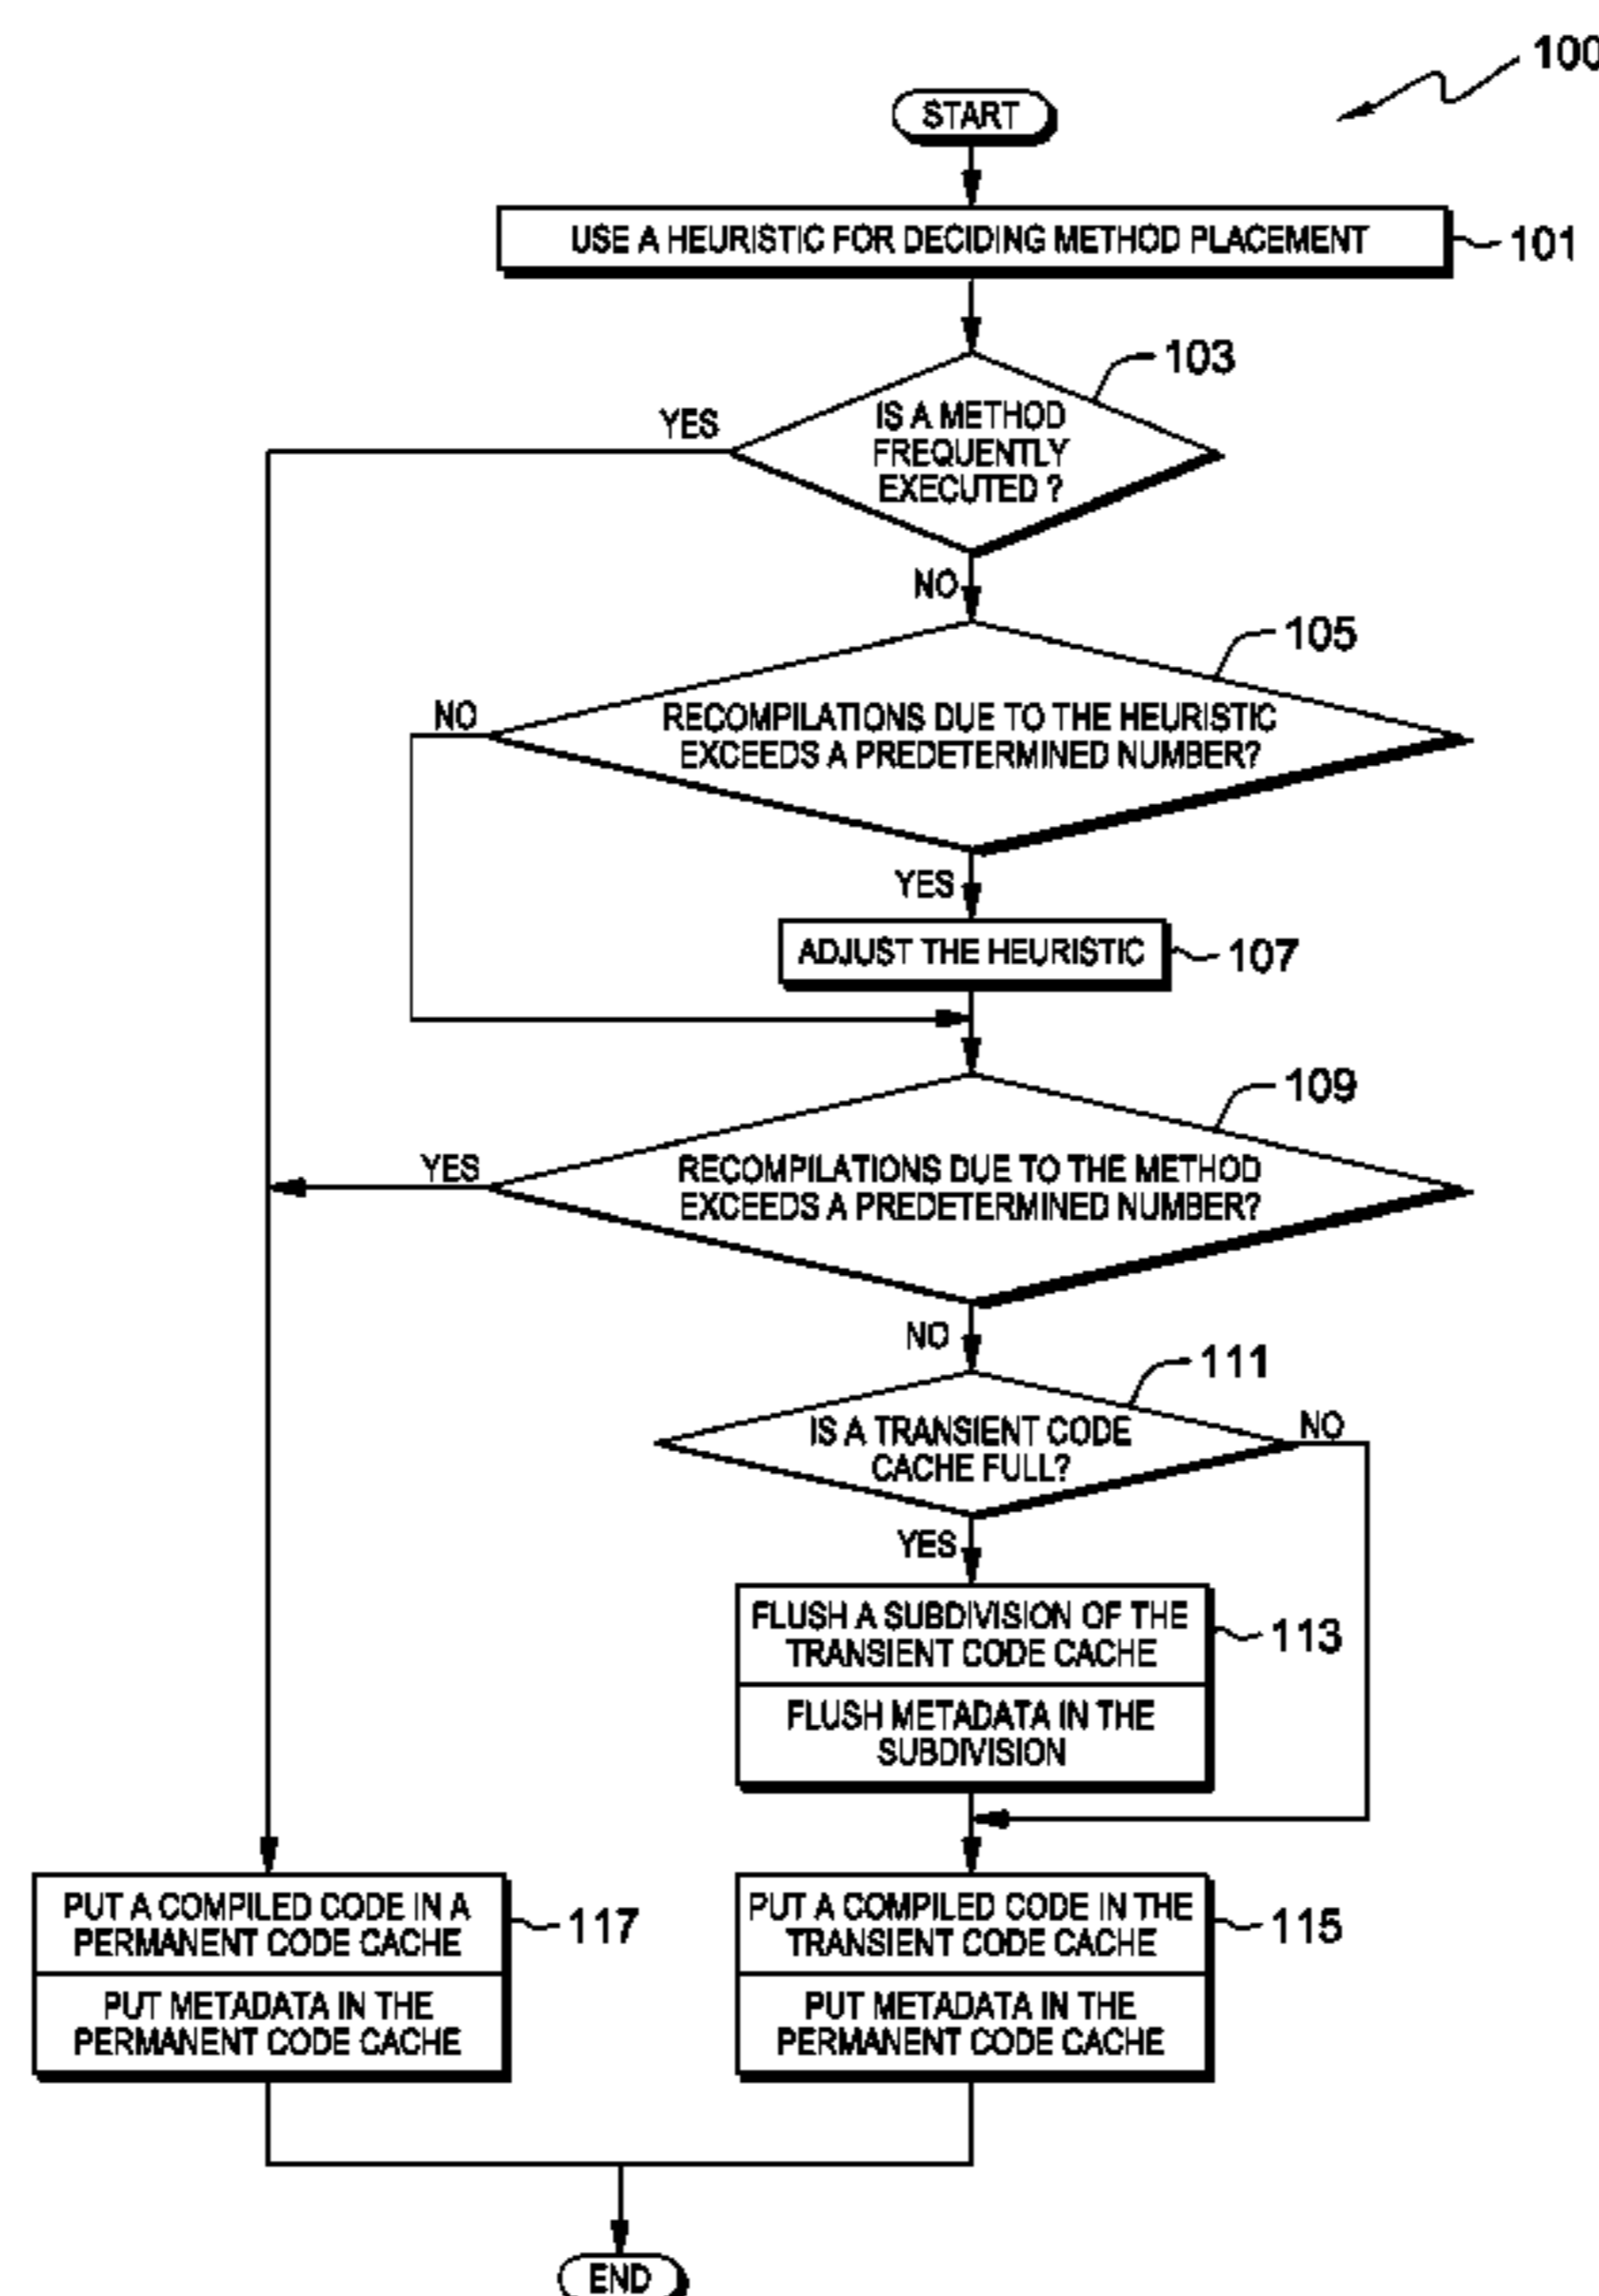 100
START
USE A HEURISTIC FOR DECIDING METHOD PLACEMENT
101
103
IS A METHOD
FREQUENTLY
EXECUTED ?
YES
NO
105
RECOMPILATIONS DUE TO THE HEURISTIC
EXCEEDS A PREDETERMINED NUMBER?
NO
YES
ADJUST THE HEURISTIC
107
109
RECOMPILATIONS DUE TO THE METHOD
EXCEEDS A PREDETERMINED NUMBER?
YES
NO
111
IS A TRANSIENT CODE
CACHE FULL?
NO
YES
FLUSH A SUBDIVISION OF THE
TRANSIENT CODE CACHE
FLUSH METADATA IN THE
SUBDIVISION
113
PUT A COMPILED CODE IN A
PERMANENT CODE CACHE
PUT METADATA IN THE
PERMANENT CODE CACHE
117
PUT A COMPILED CODE IN THE
TRANSIENT CODE CACHE
PUT METADATA IN THE
PERMANENT CODE CACHE
115
END